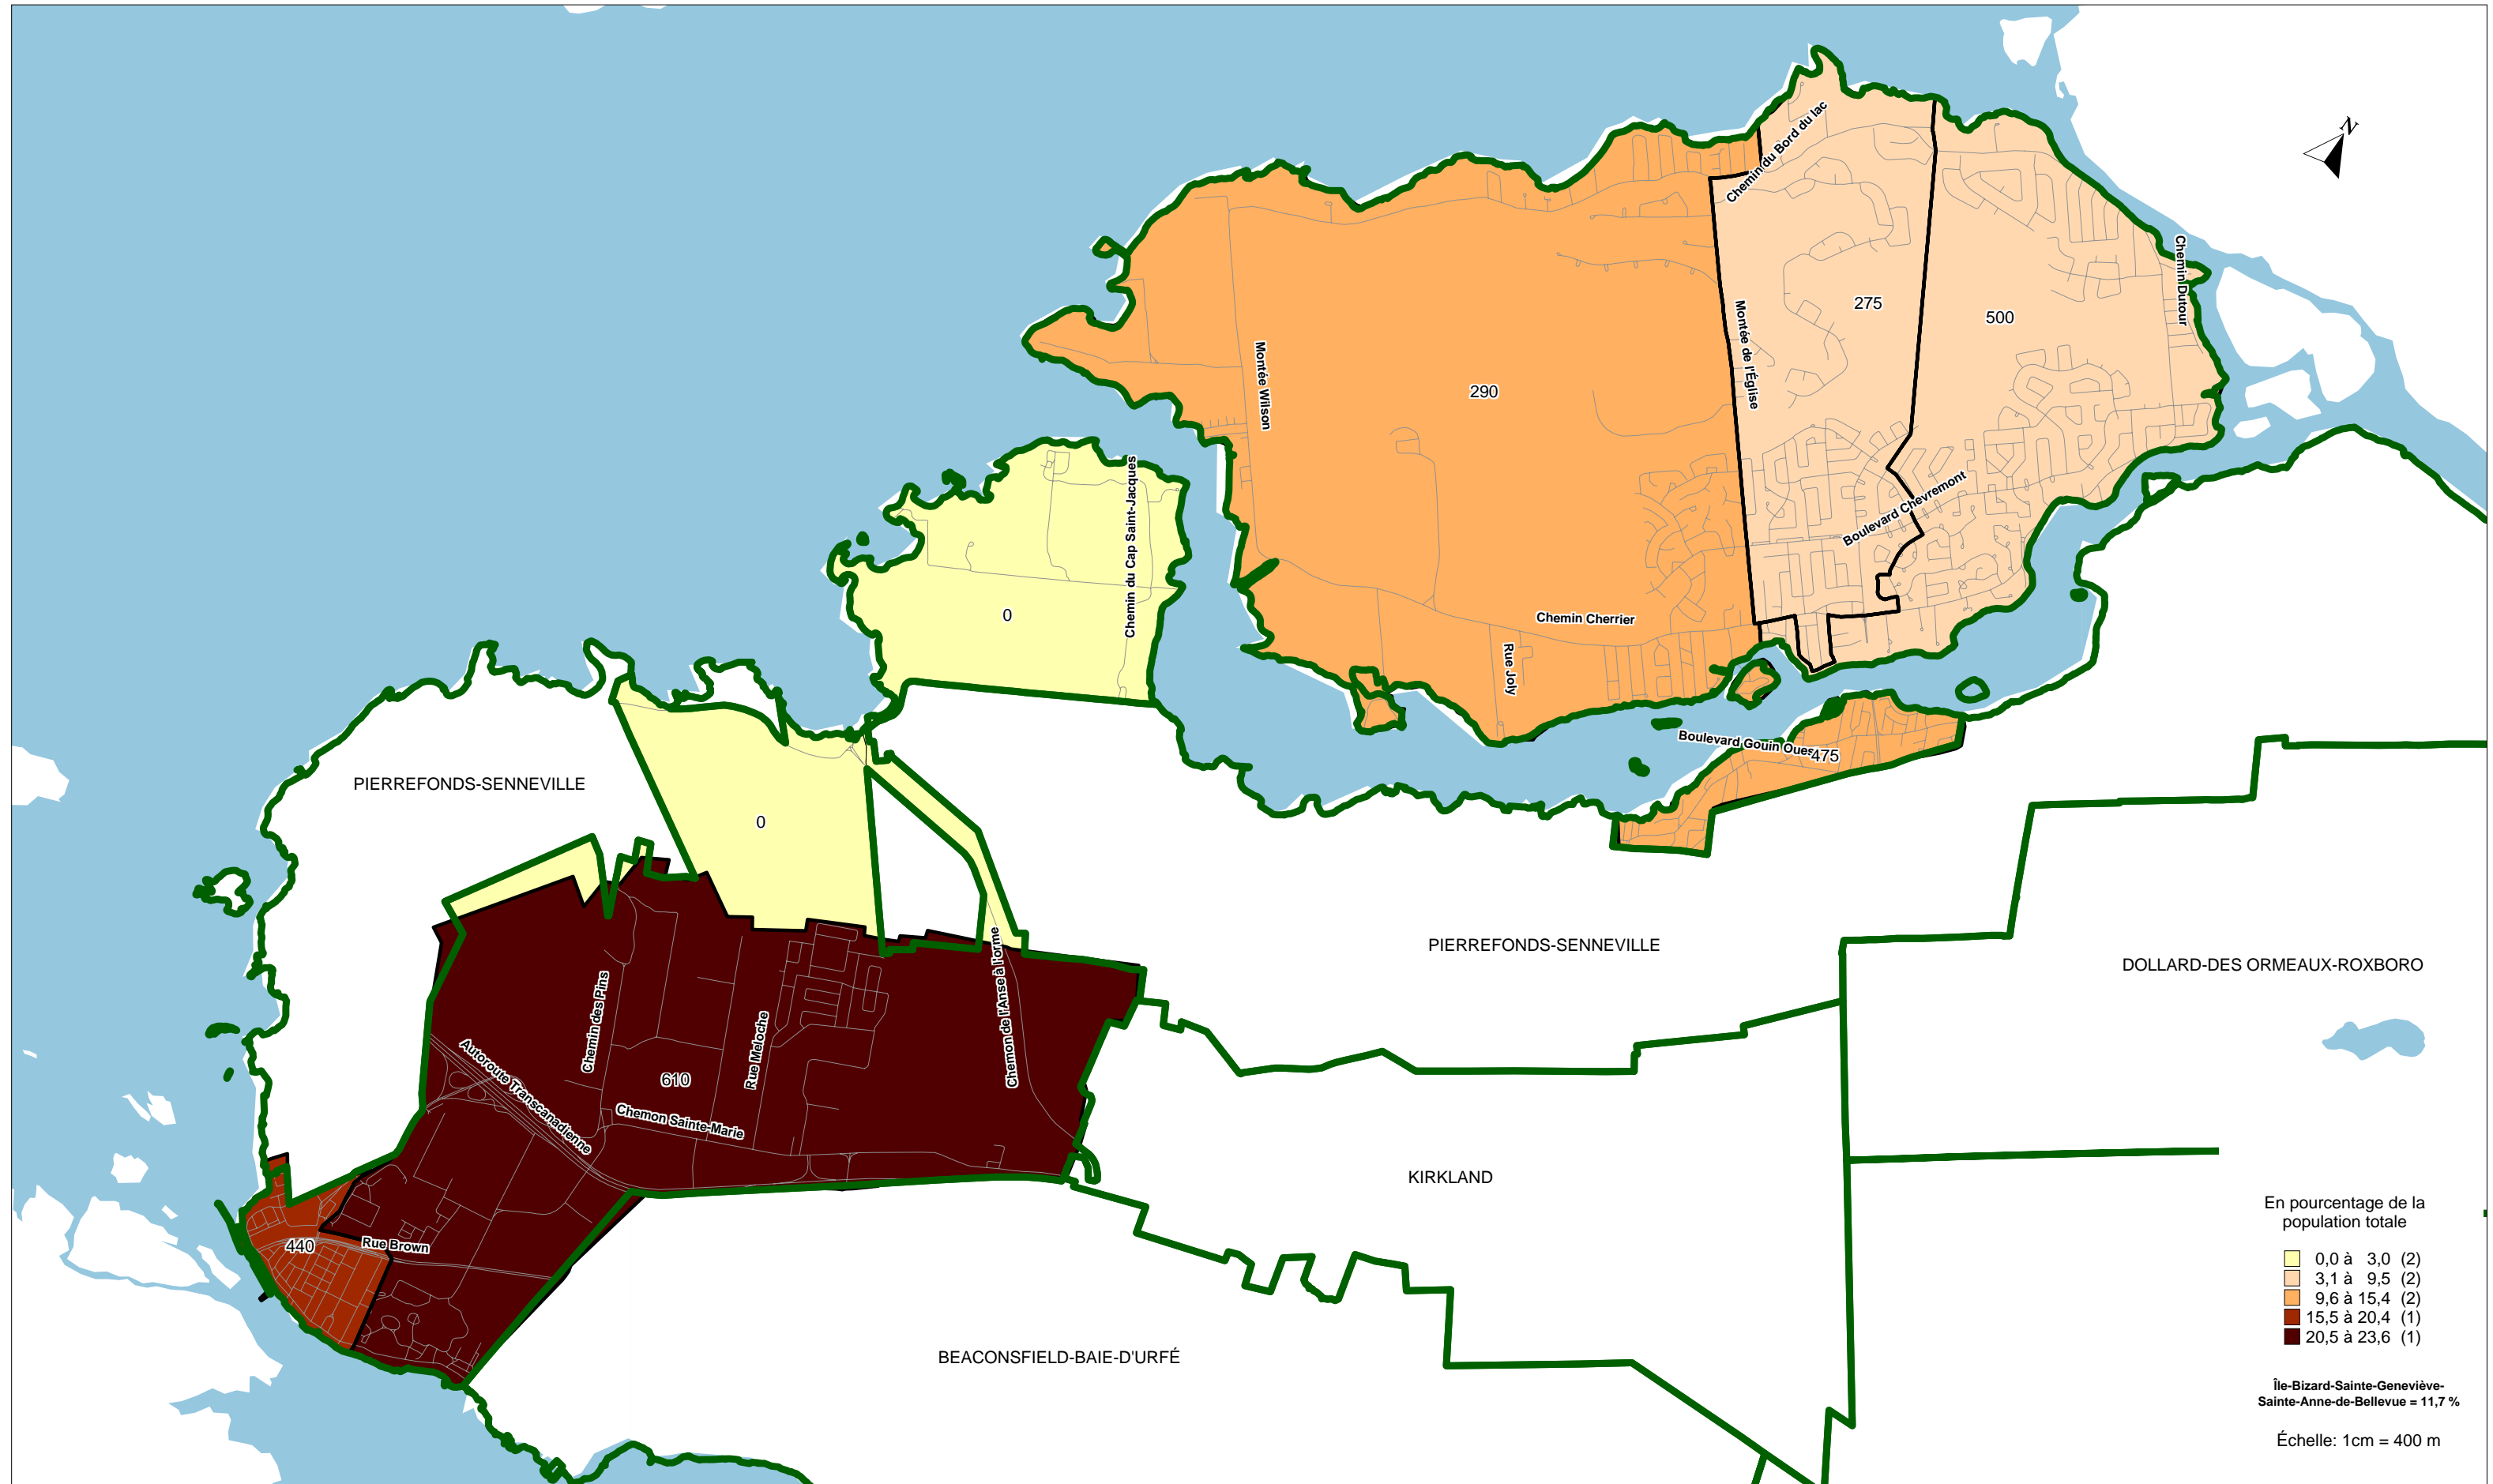 N
Chemin du Bord du lac
Chemin Dutour
275
500
Montée de l'Église
Montée Wilson
290
Chemin du Cap Saint-Jacques
Boulevard Chevremont
0
Chemin Cherrier
Rue Joly
Boulevard Gouin Oues
475
PIERREFONDS-SENNEVILLE
0
PIERREFONDS-SENNEVILLE
DOLLARD-DES ORMEAUX-ROXBORO
Chemin des Pins
Rue Meloche
Chemon de l'Anse à l'orme
Autoroute Transcanadienne
610
Chemon Sainte-Marie
KIRKLAND
440
Rue Brown
BEACONSFIELD-BAIE-D'URFÉ
En pourcentage de la
population totale
0,0 à 3,0 (2)
3,1 à 9,5 (2)
9,6 à 15,4 (2)
15,5 à 20,4 (1)
20,5 à 23,6 (1)
Île-Bizard-Sainte-Geneviève-
Sainte-Anne-de-Bellevue = 11,7 %
Échelle: 1cm = 400 m